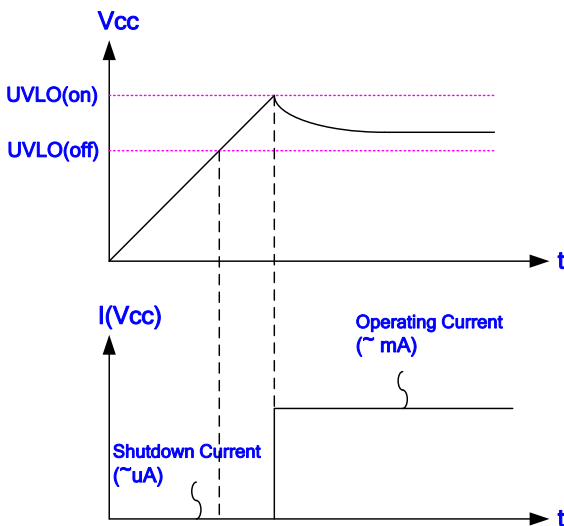 Vcc
UVLO(on)
UVLO(off)
t
I(Vcc)
Operating Current
(~ mA)
Shutdown Current
(~uA)
t